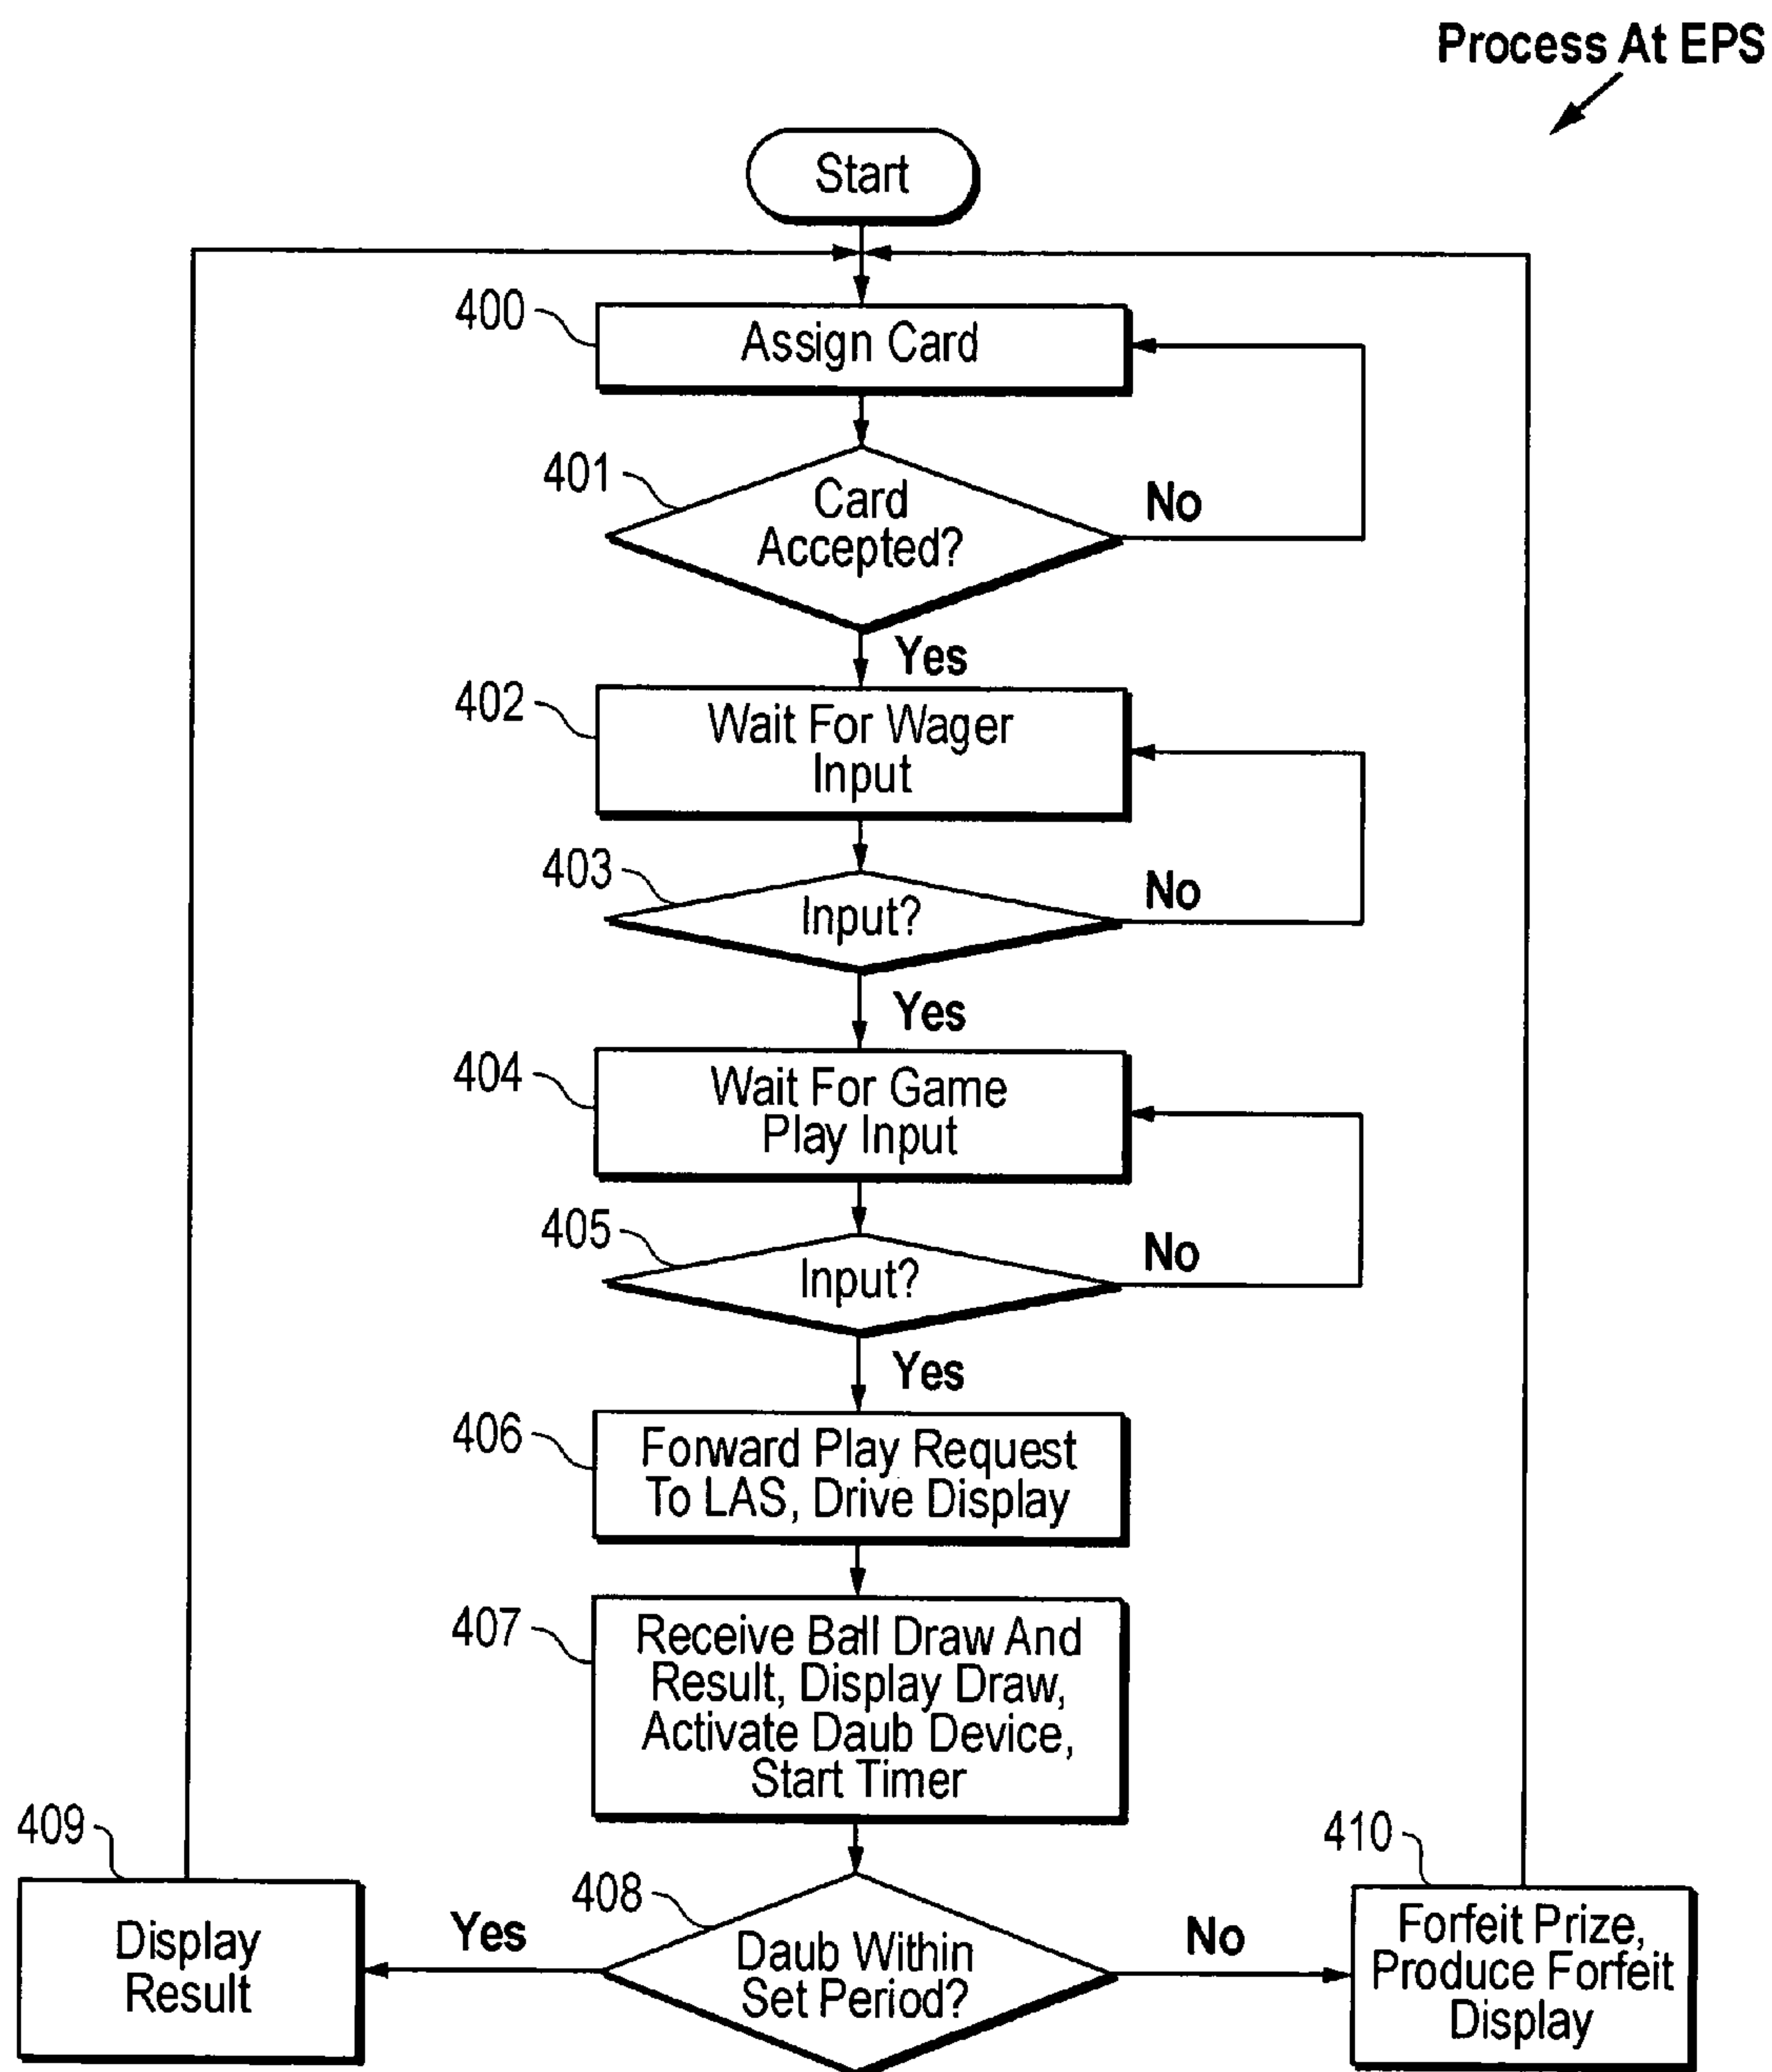 Process At EPS
Start
400
Assign Card
401
Card
Accepted?
No
Yes
402
Wait For Wager
Input
403
Input?
No
Yes
404
Wait For Game
Play Input
405
Input?
No
Yes
406
Forward Play Request
To LAS, Drive Display
407
Receive Ball Draw And
Result, Display Draw,
Activate Daub Device,
Start Timer
408
Daub Within
Set Period?
Yes
No
409
Display
Result
410
Forfeit Prize,
Produce Forfeit
Display